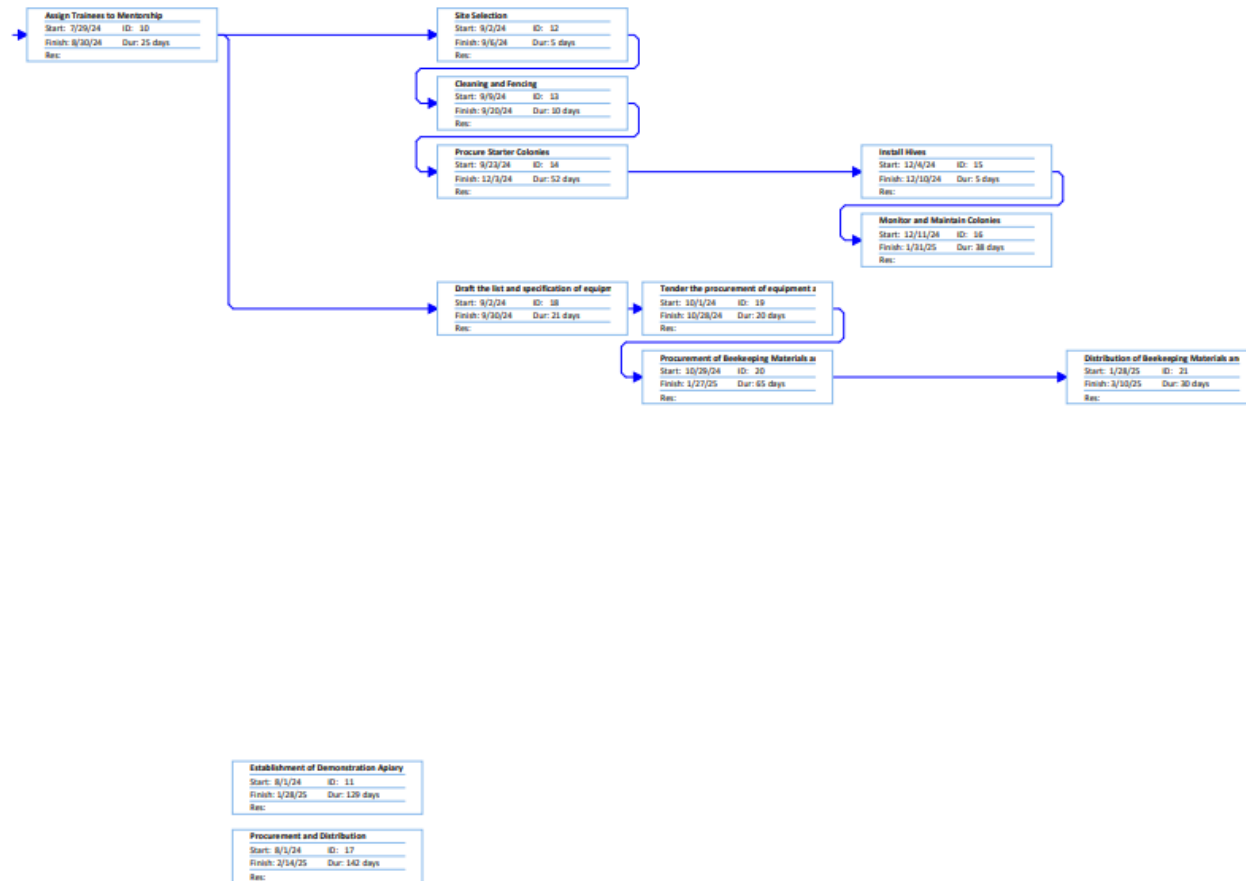 Assign Trainees to Mentorship
Start: 7/29/24 ID: 10
Finish: 8/30/24 Dur: 25 days
Res:
Site Selection
Start: 9/2/24 ID: 12
Finish: 9/6/24 Dur: 5 days
Res:
Cleaning and Fencing
Start: 9/9/24 ID: 13
Finish: 9/20/24 Dur: 10 days
Res:
Procure Starter Colonies
Start: 9/23/24 ID: 14
Finish: 12/3/24 Dur: 52 days
Res:
Install Hives
Start: 12/4/24 ID: 15
Finish: 12/10/24 Dur: 5 days
Res:
Monitor and Maintain Colonies
Start: 12/11/24 ID: 16
Finish: 1/31/25 Dur: 38 days
Res:
Draft the list and specification of equipm
Start: 9/2/24 ID: 18
Finish: 9/30/24 Dur: 21 days
Res:
Tender the procurement of equipment a
Start: 10/1/24 ID: 19
Finish: 10/28/24 Dur: 20 days
Res:
Procurement of Beekeeping Materials an
Start: 10/29/24 ID: 20
Finish: 1/27/25 Dur: 65 days
Res:
Distribution of Beekeeping Materials an
Start: 1/28/25 ID: 21
Finish: 3/10/25 Dur: 30 days
Res:
Establishment of Demonstration Apiary
Start: 8/1/24 ID: 11
Finish: 1/28/25 Dur: 129 days
Res:
Procurement and Distribution
Start: 8/1/24 ID: 17
Finish: 2/14/25 Dur: 142 days
Res: